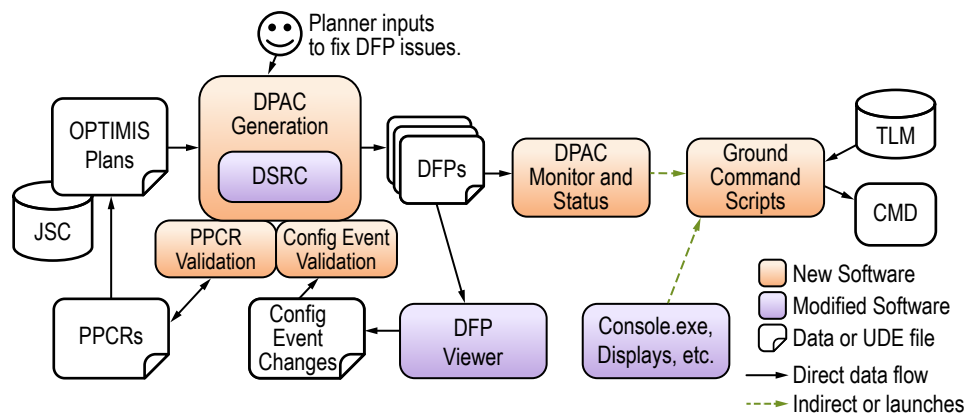 Planner inputs
to fix DFP issues.
OPTIMIS
Plans
JSC
DPAC
Generation
DSRC
DFPs
DPAC
Monitor and
Status
Ground
Command
Scripts
TLM
CMD
PPCR
Validation
Config Event
Validation
PPCRs
Config
Event
Changes
DFP
Viewer
Console.exe,
Displays, etc.
New Software
Modified Software
Data or UDE file
Direct data flow
Indirect or launches